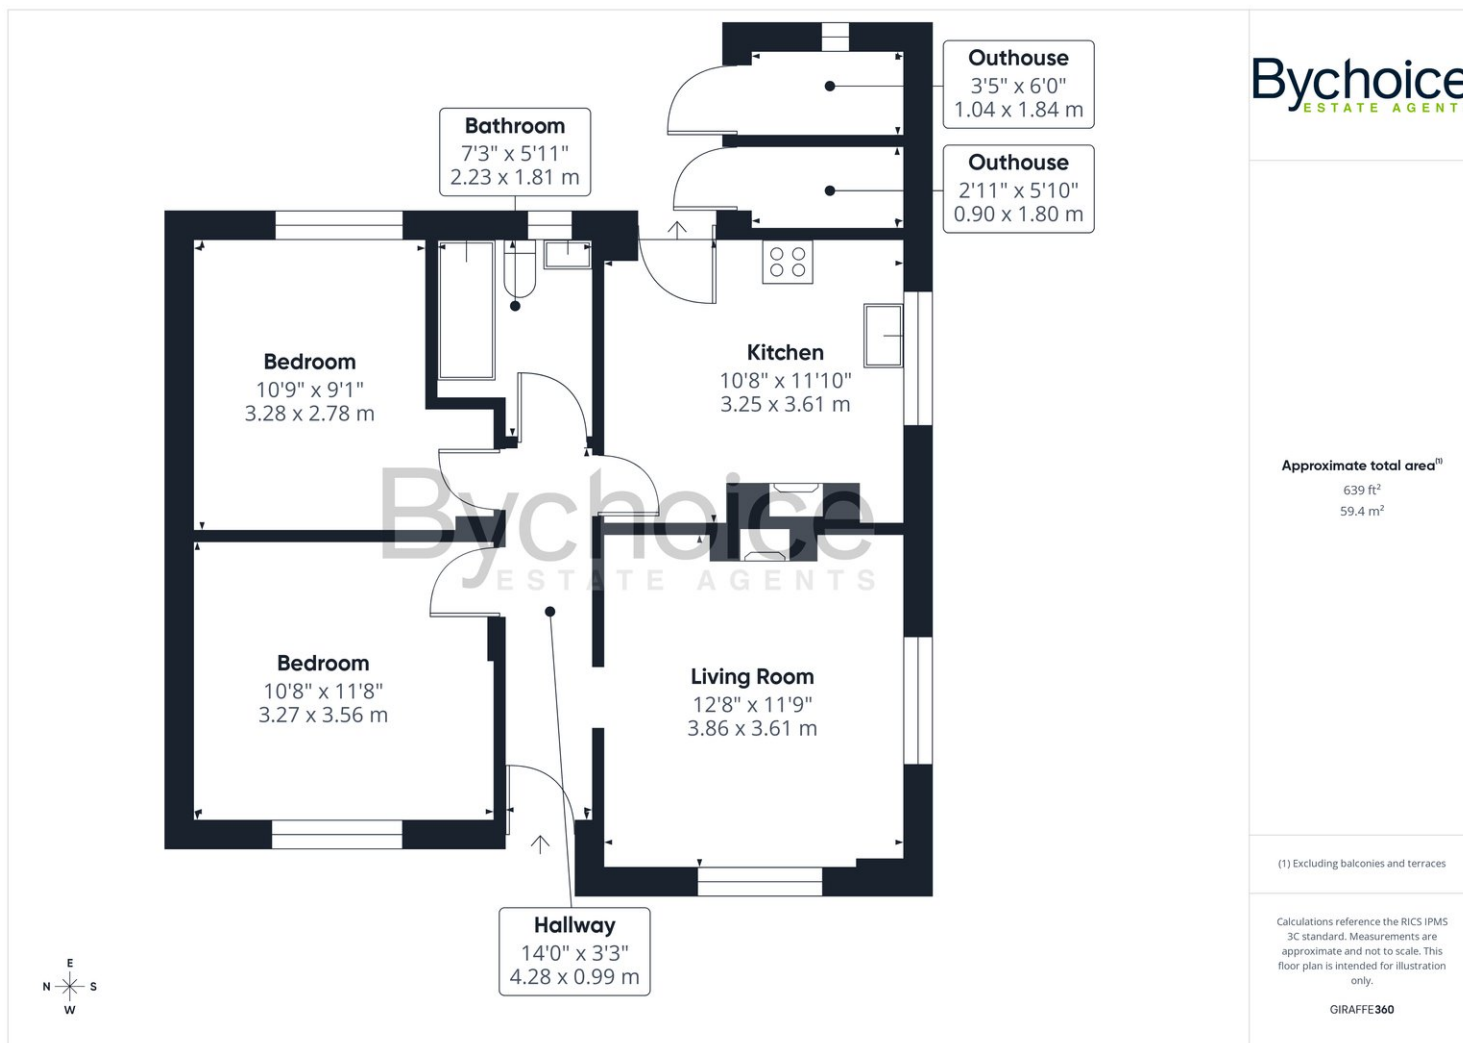 Outhouse
3'5" x 6'0"
1.04 x 1.84 m
Bathroom
7'3" x 5'11"
2.23 x 1.81 m
Outhouse
2'11" x 5'10"
0.90 x 1.80 m
Bedroom
10'9" x 9'1"
3.28 x 2.78 m
Kitchen
10'8" x 11'10"
3.25 x 3.61 m
Bychoice
ESTATE AGENTS
Bedroom
10'8" x 11'8"
3.27 x 3.56 m
Living Room
12'8" x 11'9"
3.86 x 3.61 m
Hallway
14'0" x 3'3"
4.28 x 0.99 m
E
N S
W
Bychoice
ESTATE AGENT
Approximate total area⁽¹⁾
639 ft²
59.4 m²
(1) Excluding balconies and terraces
Calculations reference the RICS IPMS
3C standard. Measurements are
approximate and not to scale. This
floor plan is intended for illustration
only.
GIRAFFE360